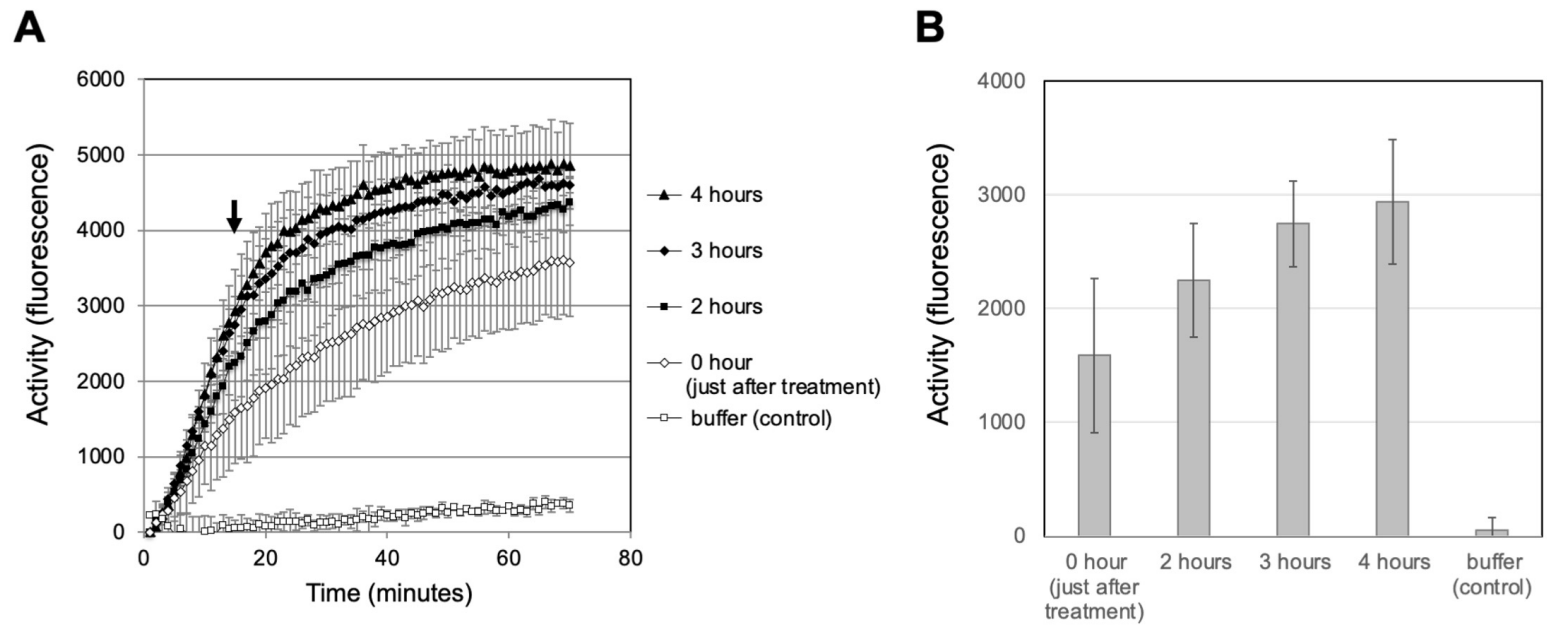 A
Activity (fluorescence)
6000
5000
4000
3000
2000
1000
0
0
20
40
60
80
Time (minutes)
4 hours
3 hours
2 hours
0 hour
(just after treatment)
buffer (control)
B
Activity (fluorescence)
4000
3000
2000
1000
0
0 hour
(just after
treatment)
2 hours
3 hours
4 hours
buffer
(control)